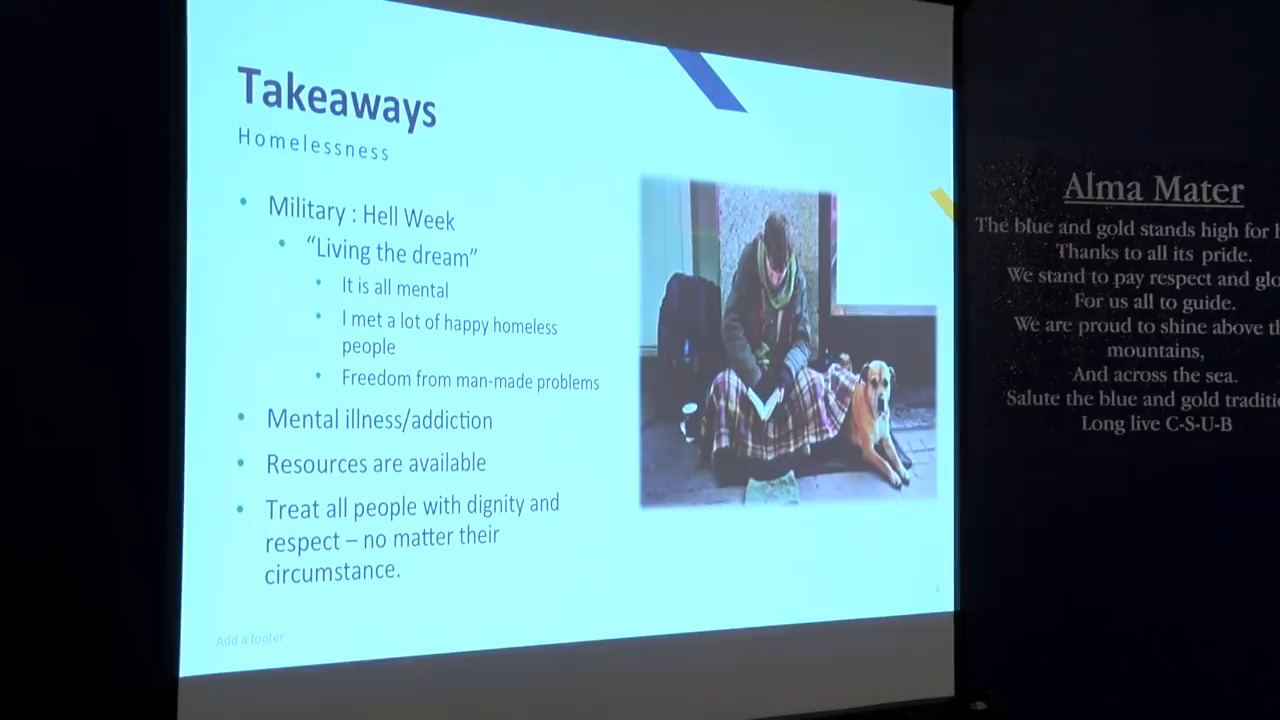 Takeaways
Homelessness
• Military : Hell Week
• “Living the dream”
• It is all mental
• I met a lot of happy homeless
people
• Freedom from man-made problems
• Mental illness/addiction
• Resources are available
• Treat all people with dignity and
respect – no matter their
circumstance.
Add a footer
Alma Mater
The blue and gold stands high for
Thanks to all its pride.
We stand to pay respect and
For us all to guide.
We are proud to shine above
mountains,
And across the sea.
Salute the blue and gold
Long live C-S-U-B